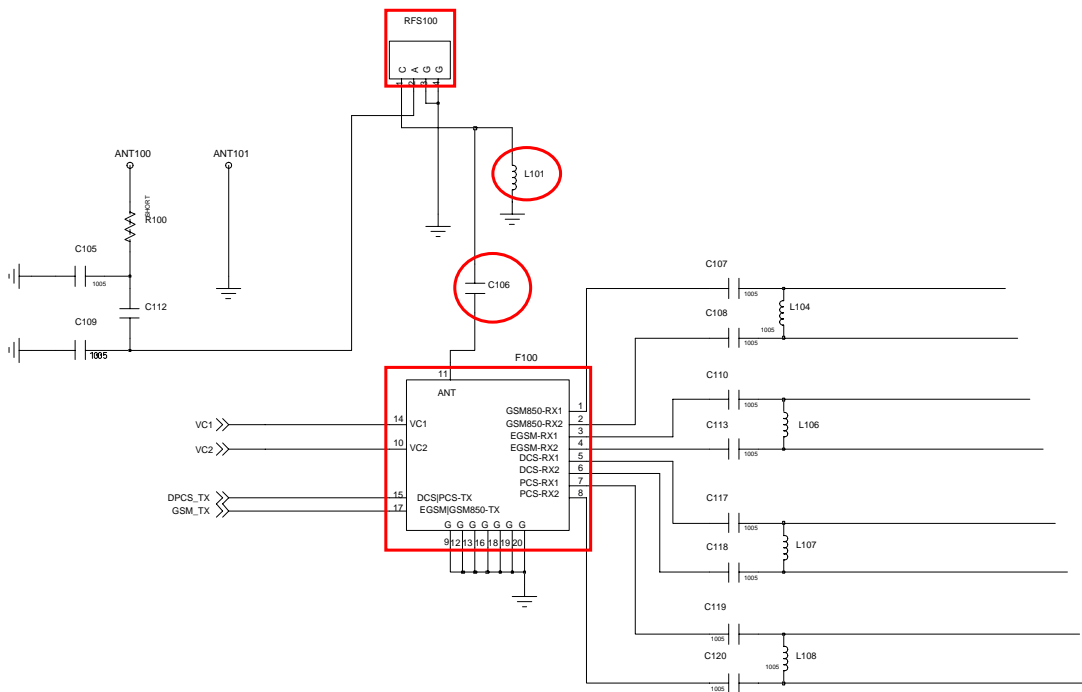 RFS100
C A G G
1 2 3 4
ANT100
ANT101
L101
SHORT
R100
C105
1005
C112
C106
C109
1005
C107
1005
L104
C108
1005
1005
F100
11
ANT
C110
1005
GSM850-RX1 1
GSM850-RX2 2
EGSM-RX1 3
EGSM-RX2 4
DCS-RX1 5
DCS-RX2 6
PCS-RX1 7
PCS-RX2 8
VC1 14 VC1
VC2 10 VC2
C113
L106
1005
DPCS_TX 15 DCS|PCS-TX
GSM_TX 17 EGSM|GSM850-TX
G G G G G G G
9 12 13 16 18 19 20
C117
1005
L107
C118
1005
C119
1005
C120
1005
L108
1005